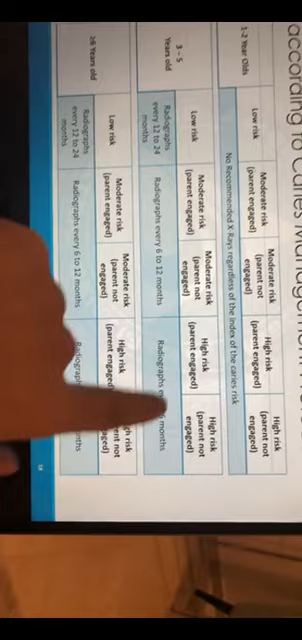 according to Caries
1-2 Year Olds
Low risk
Moderate risk
(parent engaged)
Moderate risk
(parent not
engaged)
High risk
(parent engaged)
High risk
(parent not
engaged)
No Recommended X Rays regardless of the index of the caries risk
3 – 5
Years old
Low risk
Moderate risk
(parent engaged)
Moderate risk
(parent not
engaged)
High risk
(parent engaged)
High risk
(parent not
engaged)
Radiographs
every 12 to 24
months
Radiographs every 6 to 12 months
Radiographs months
≥6 Years old
Low risk
Moderate risk
(parent engaged)
Moderate risk
(parent not
engaged)
High risk
(parent engaged
risk
not
Radiographs
every 12 to 24
months
Radiographs every 6 to 12 months